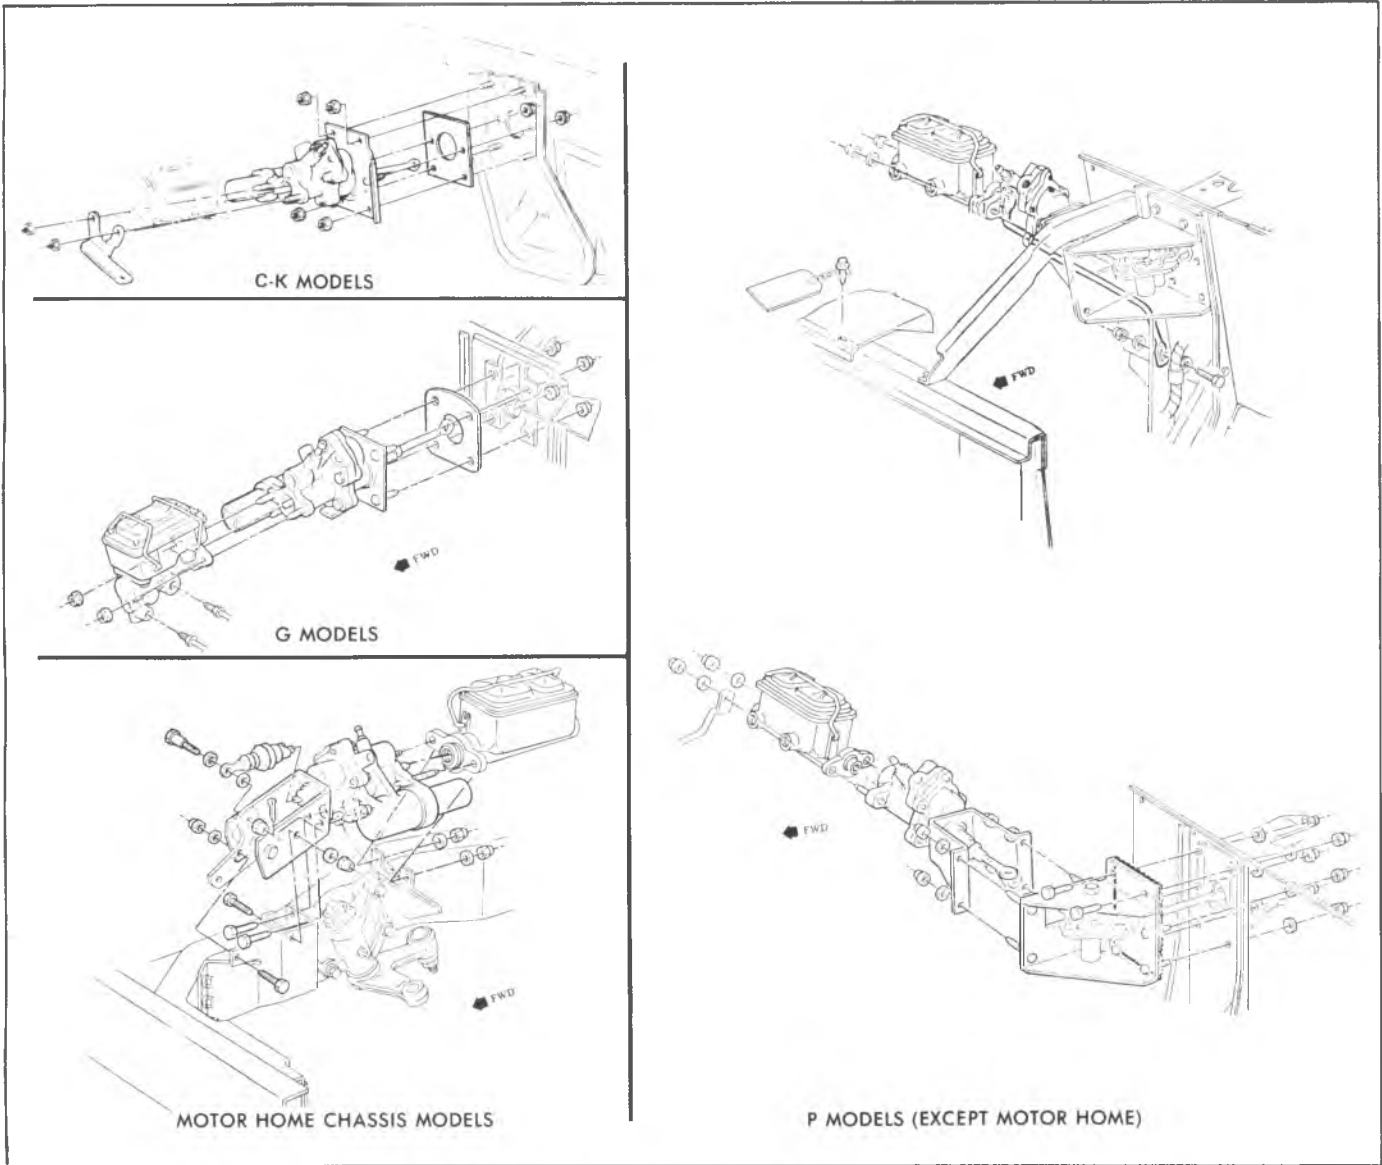 C-K MODELS
FWD
G MODELS
FWD
MOTOR HOME CHASSIS MODELS
FWD
FWD
P MODELS (EXCEPT MOTOR HOME)